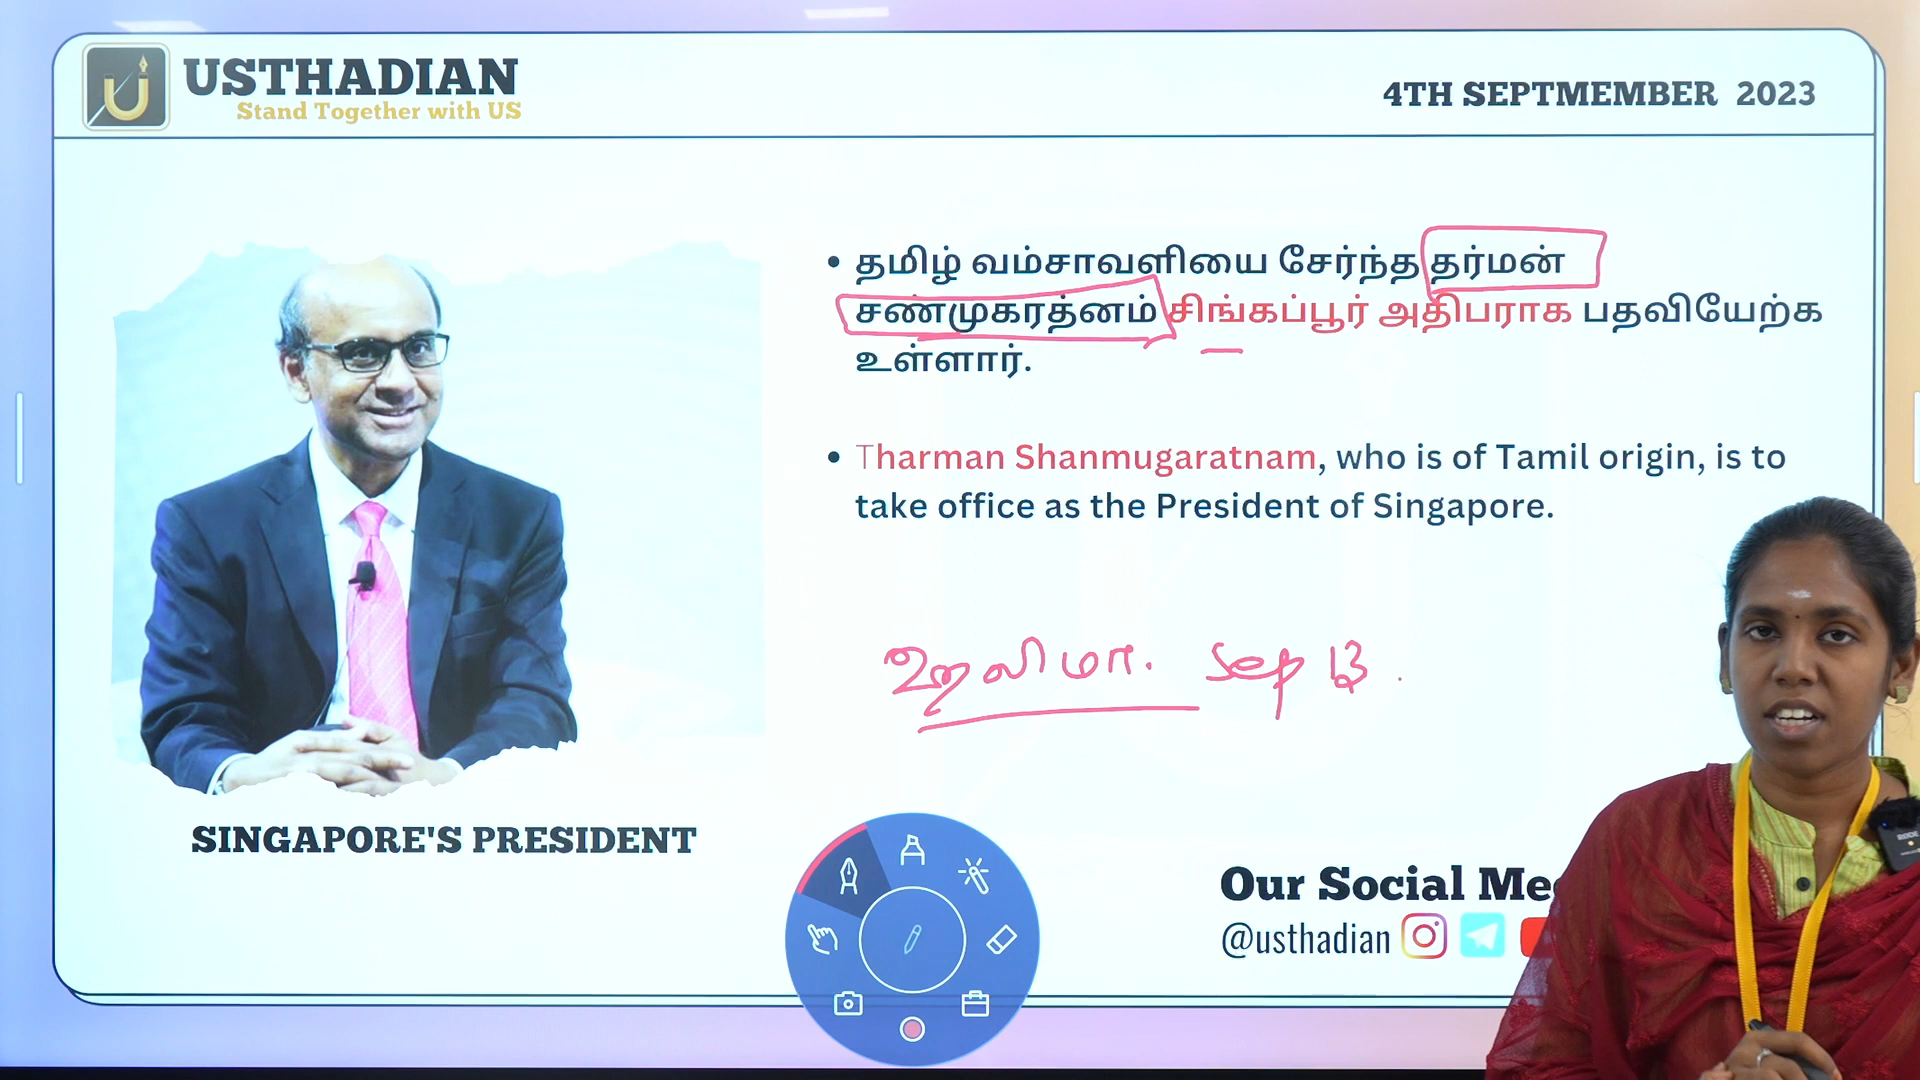 USTHADIAN
Stand Together with US
4TH SEPTMEMBER 2023
தமிழ் வம்சாவளியை சேர்ந்த தர்மன்
சண்முகரத்னம் சிங்கப்பூர் அதிபராக பதவியேற்க
உள்ளார்.
Tharman Shanmugaratnam, who is of Tamil origin, is to
take office as the President of Singapore.
ஹலிமா. Sep 13
SINGAPORE'S PRESIDENT
Our Social Me
@usthadian